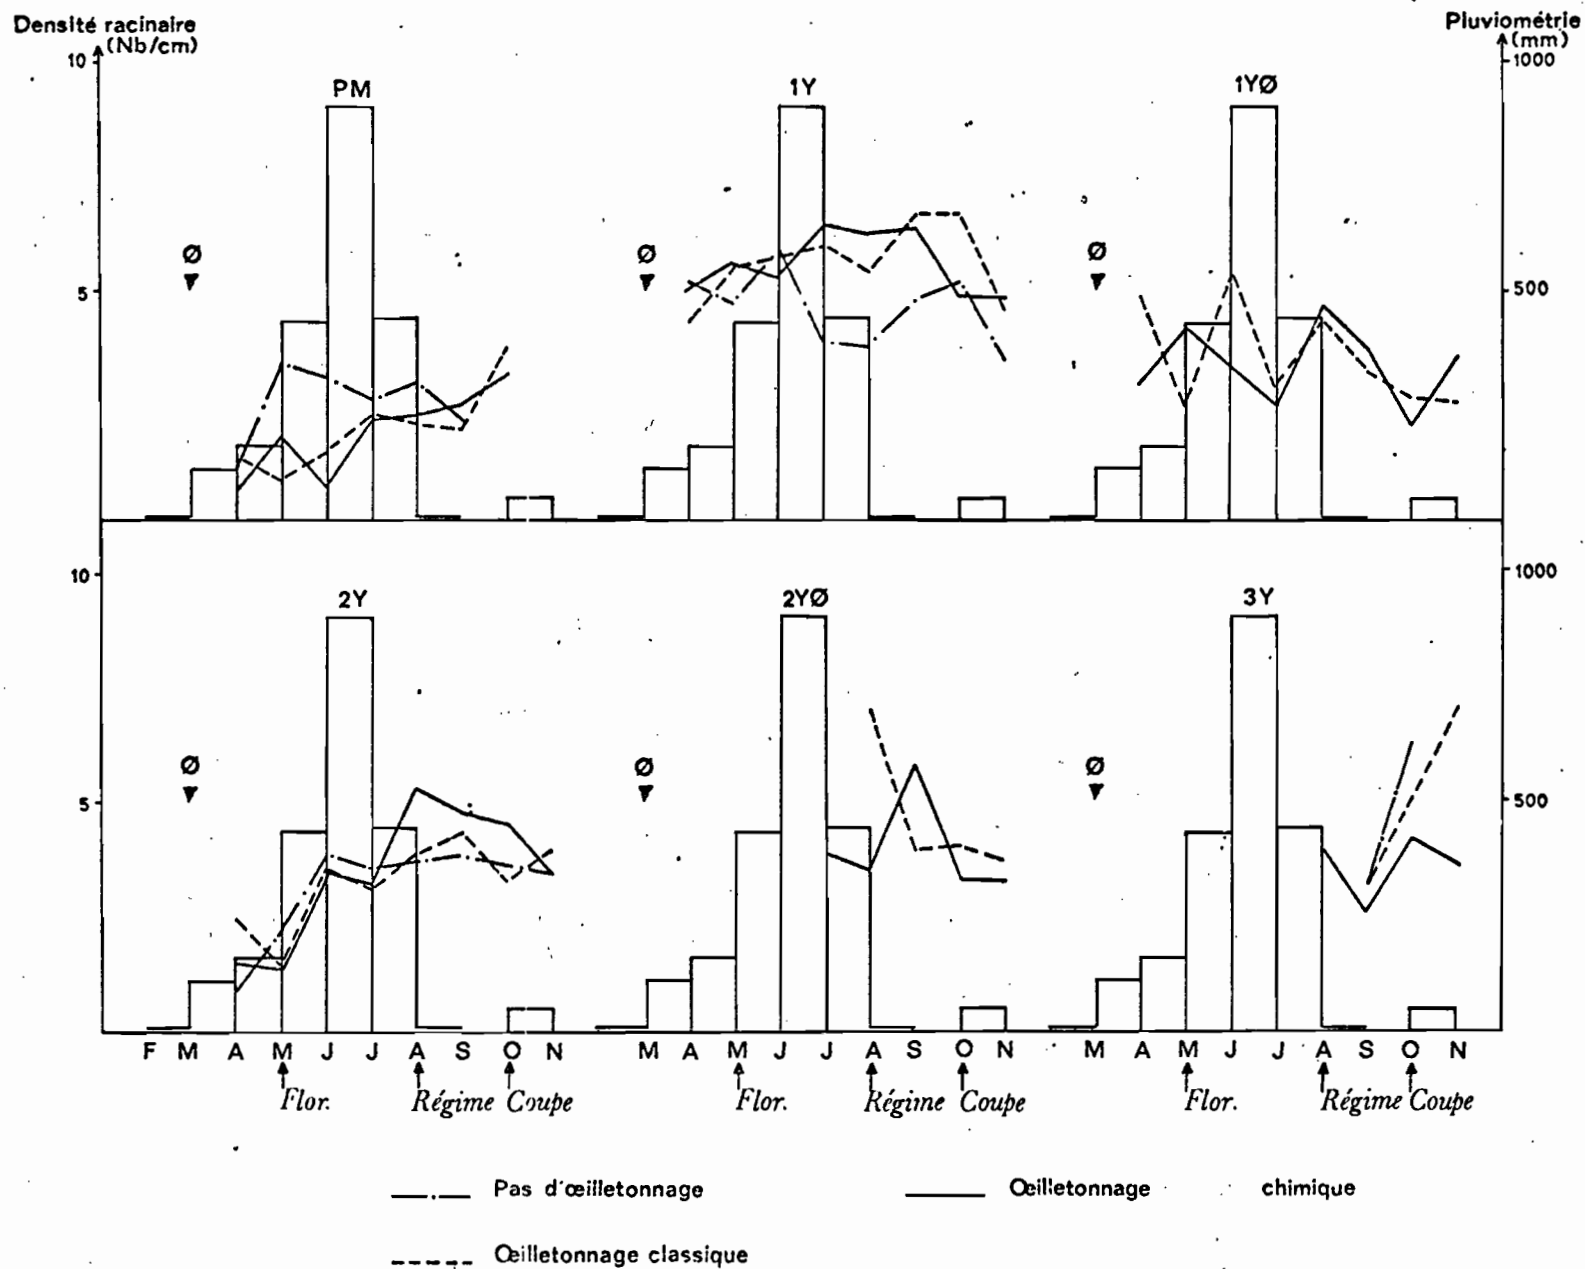 Densité racinaire
(Nb/cm)
Pluviométrie
(mm)
10
1000
PM
1Y
1YØ
Ø
Ø
Ø
5
500
10
1000
2Y
2YØ
3Y
Ø
Ø
Ø
5
500
F M A M J J A S O N
M A M J J A S O N
M A M J J A S O N
Flor. Régime Coupe
Flor. Régime Coupe
Flor. Régime Coupe
Pas d'œilletonnage
Œilletonnage chimique
Œilletonnage classique